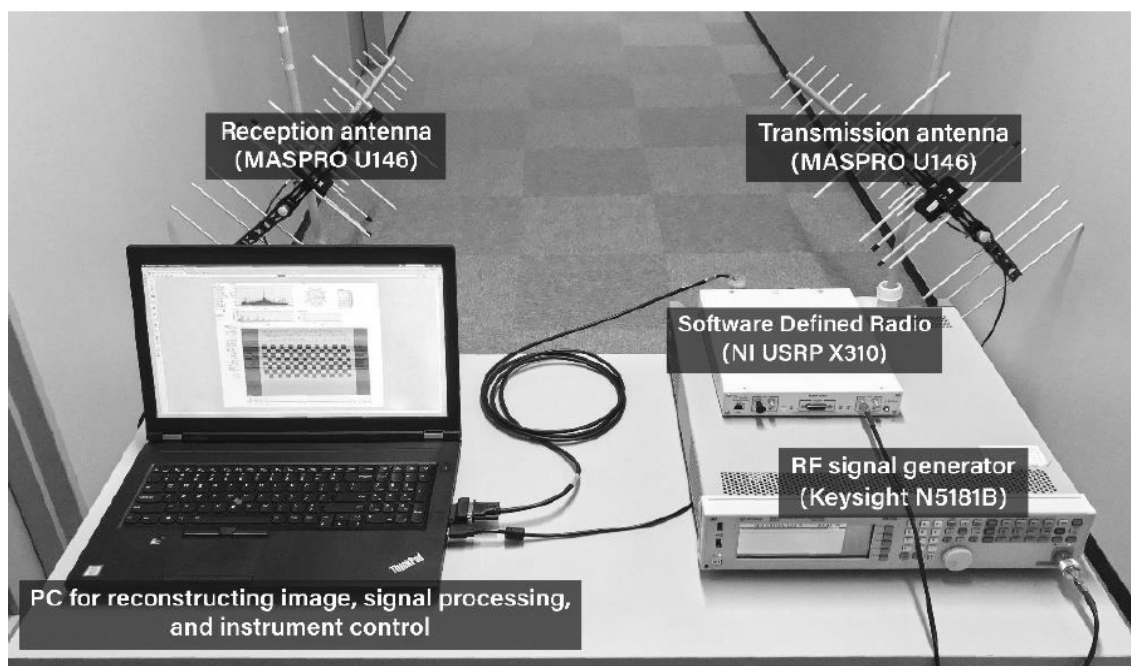 Reception antenna
(MASPRO U146)
Transmission antenna
(MASPRO U146)
Software Defined Radio
(NI USRP X310)
RF signal generator
(Keysight N5181B)
ThinkPad
PC for reconstructing image, signal processing,
and instrument control